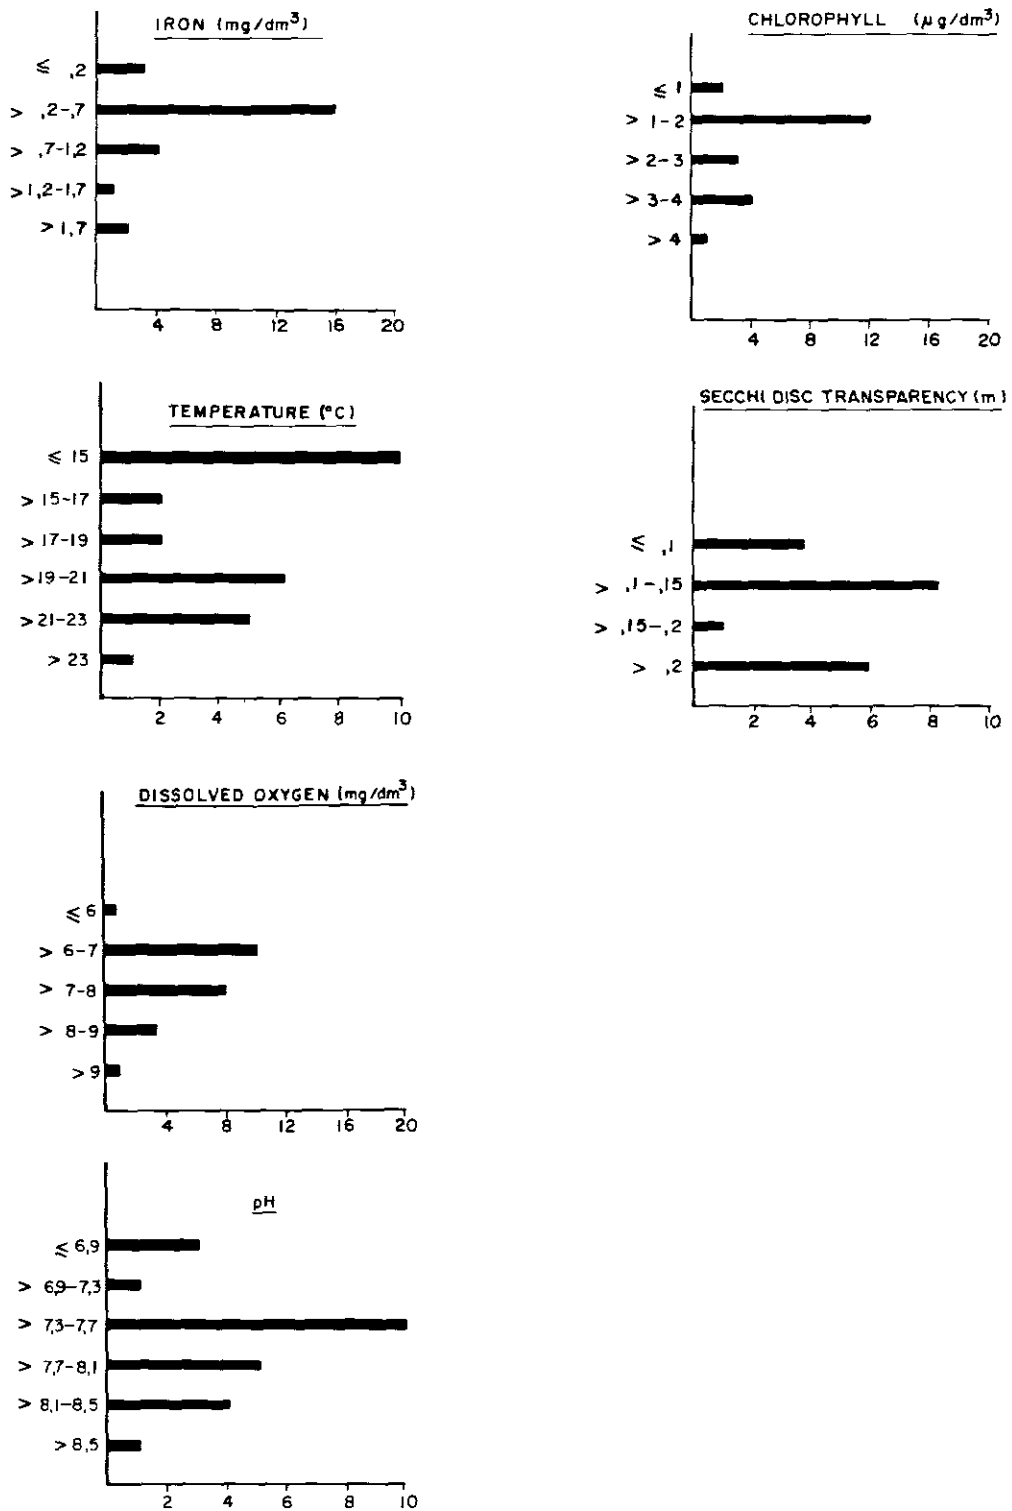 IRON (mg/dm³)
≤ ,2
> ,2-,7
> ,7-1,2
>1,2-1,7
> 1,7
4 8 12 16 20
CHLOROPHYLL (µg/dm³)
≤ 1
> 1-2
> 2-3
> 3-4
> 4
4 8 12 16 20
TEMPERATURE (°C)
≤ 15
> 15-17
> 17-19
>19-21
>21-23
> 23
2 4 6 8 10
SECCHI DISC TRANSPARENCY (m)
≤ ,1
> ,1-,15
> ,15-,2
> ,2
2 4 6 8 10
DISSOLVED OXYGEN (mg/dm³)
≤ 6
> 6-7
> 7-8
> 8-9
> 9
4 8 12 16 20
pH
≤ 6,9
> 6,9-7,3
> 7,3-7,7
> 7,7-8,1
> 8,1-8,5
> 8,5
2 4 6 8 10